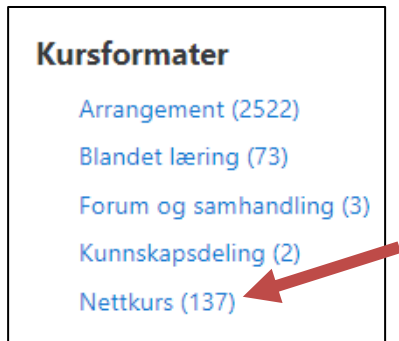 Kursformater
Arrangement (2522)
Blandet læring (73)
Forum og samhandling (3)
Kunnskapsdeling (2)
Nettkurs (137)